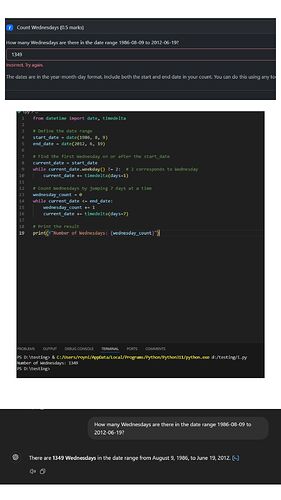 Count Wednesdays (0.5 marks)
How many Wednesdays are there in the date range 1986-08-09 to 2012-06-19?
1349
Incorrect. Try again.
The dates are in the year-month-day format. Include both the start and end date in your count. You can do this using any to
1 from datetime import date, timedelta
2
3 # Define the date range
4 start_date = date(1986, 8, 9)
5 end_date = date(2012, 6, 19)
6
7 # Find the first Wednesday on or after the start_date
8 current_date = start_date
9 while current_date.weekday() != 2: # 2 corresponds to Wednesday
10 current_date += timedelta(days=1)
11
12 # Count Wednesdays by jumping 7 days at a time
13 wednesday_count = 0
14 while current_date <= end_date:
15 wednesday_count += 1
16 current_date += timedelta(days=7)
17
18 # Print the result
19 print(f"Number of Wednesdays: {wednesday_count}")
PROBLEMS OUTPUT DEBUG CONSOLE TERMINAL PORTS COMMENTS
PS D:\testing> & C:/Users/royni/AppData/Local/Programs/Python/Python311/python.exe d:/testing/1.py
Number of Wednesdays: 1349
PS D:\testing>
How many Wednesdays are there in the date range 1986-08-09 to
2012-06-19?
There are 1349 Wednesdays in the date range from August 9, 1986, to June 19, 2012. [>-]